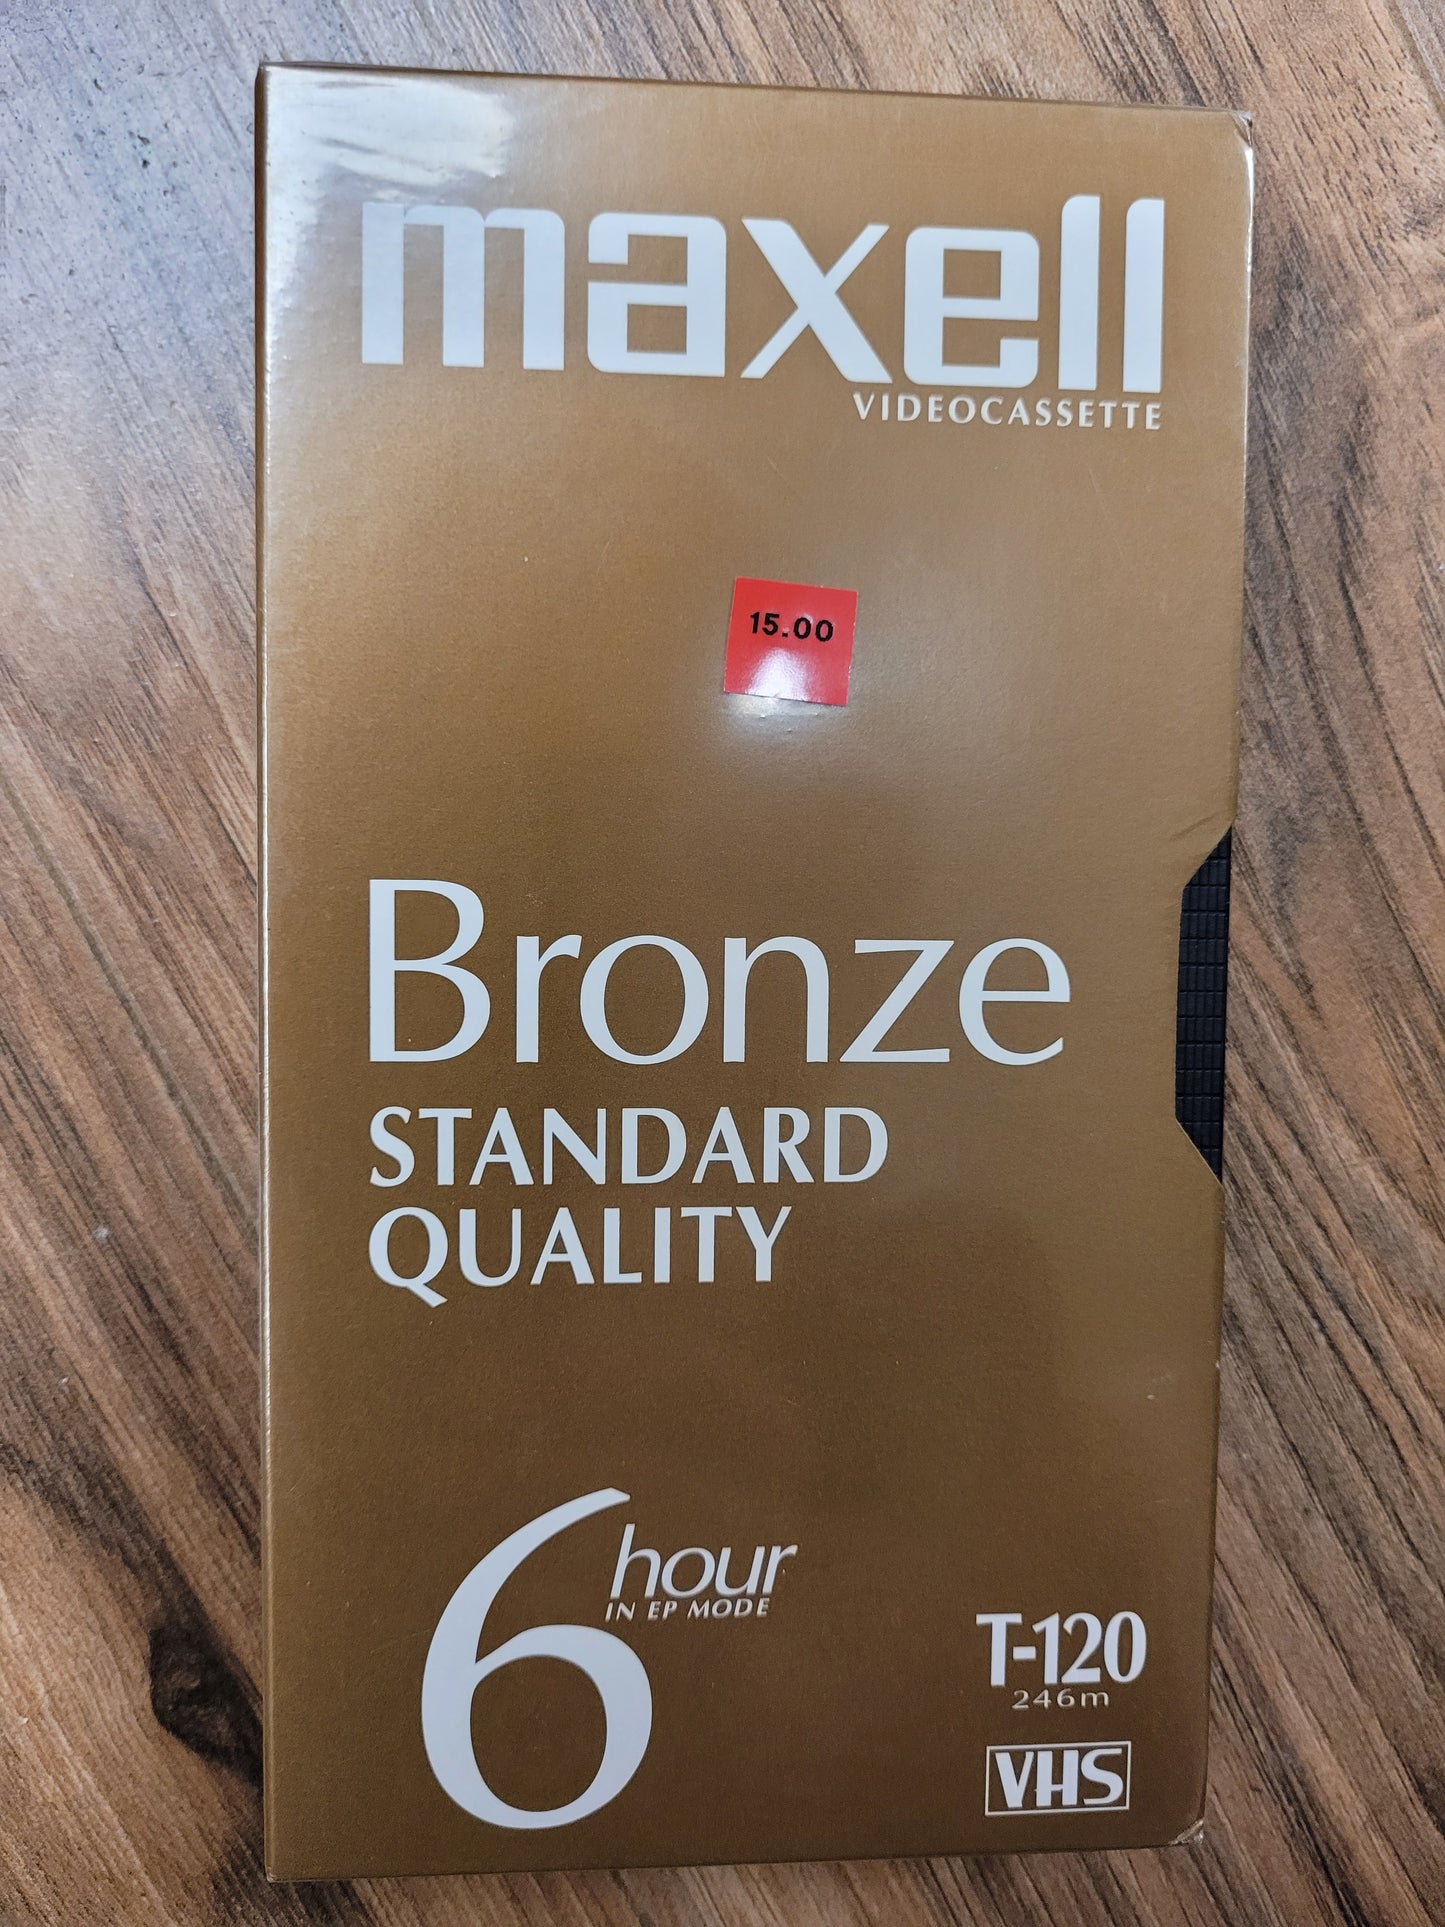 maxell
VIDEOCASSETTE
15.00
Bronze
STANDARD
QUALITY
6 hour
IN EP MODE
T-120
246m
VHS